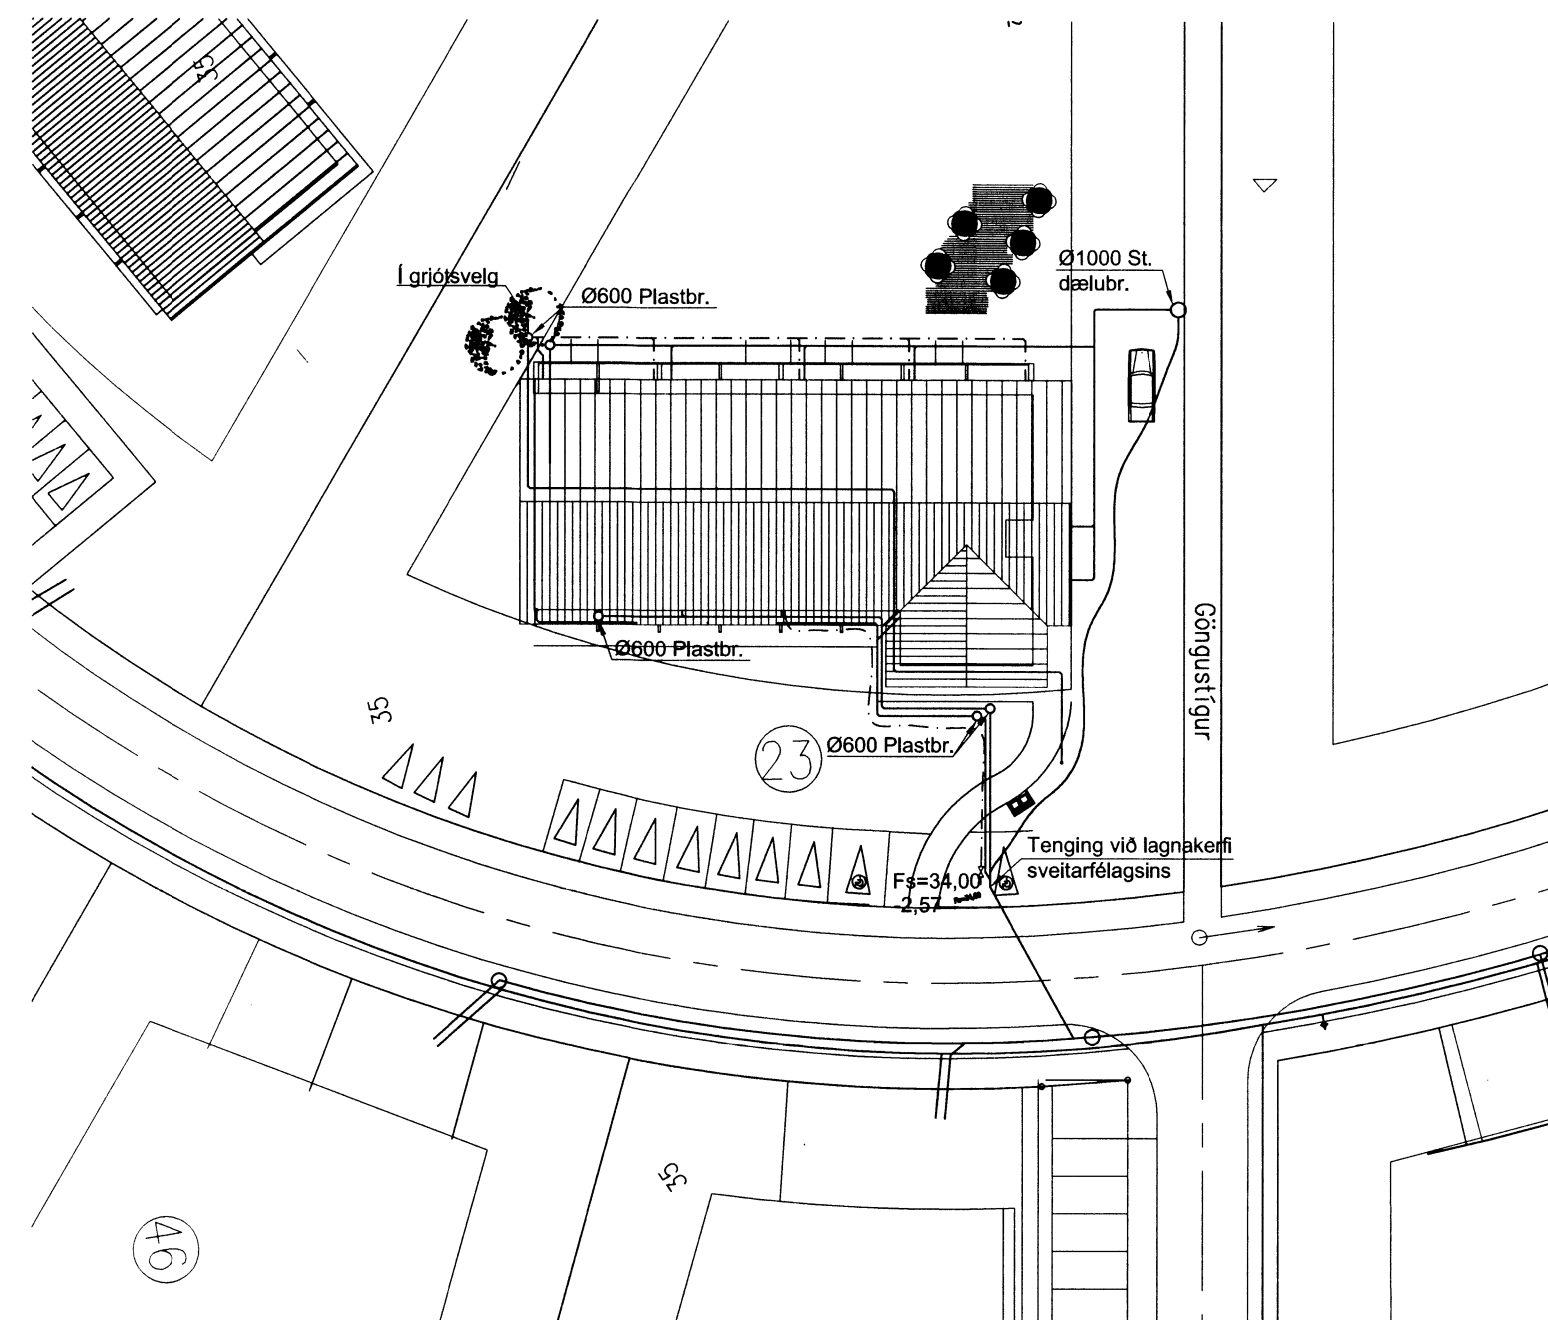 35
Í grjótsvelg
Ø600 Plastbr.
Ø1000 St.
dælubr.
Ø600 Plastbr.
Göngustígur
35
23
Ø600 Plastbr.
Tenging við lagnakerfi
sveitarfélagsins
Fs=34,00
-2,57
35
46